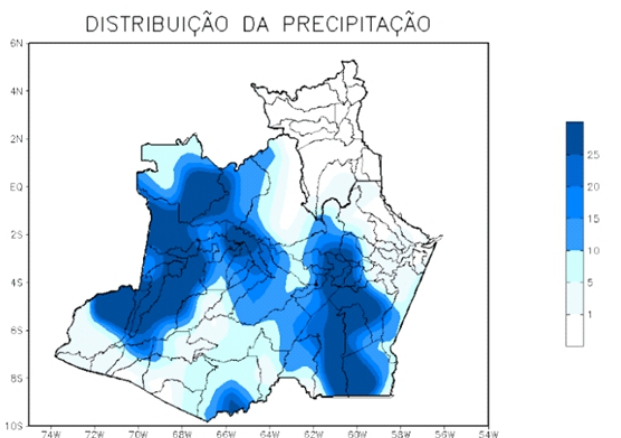 DISTRIBUIÇÃO DA PRECIPITAÇÃO
6N
4N
2N
EQ
2S
4S
6S
8S
10S
74W 72W 70W 68W 66W 64W 62W 60W 58W 56W 54W
25
20
15
10
5
1